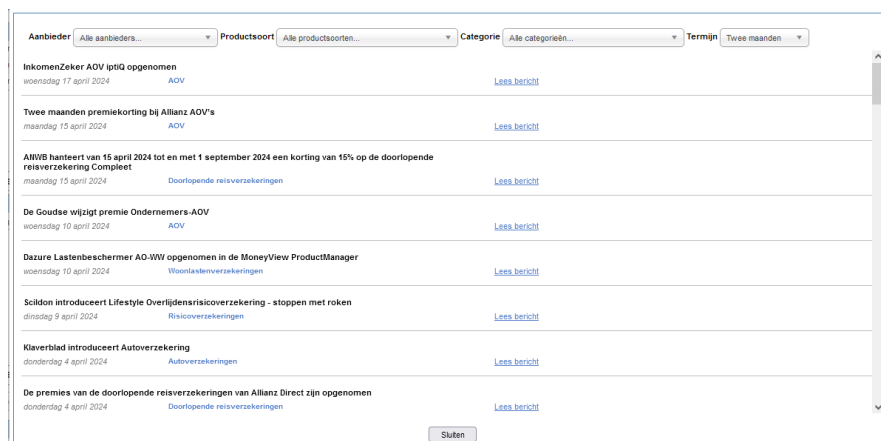 Aanbieder Alle aanbieders... Productsoort Alle productsoorten... Categorie Alle categorieën... Termijn Twee maanden
InkomenZeker AOV iptiQ opgenomen
woensdag 17 april 2024 AOV Lees bericht
Twee maanden premiekorting bij Allianz AOV's
maandag 15 april 2024 AOV Lees bericht
ANWB hanteert van 15 april 2024 tot en met 1 september 2024 een korting van 15% op de doorlopende
reisverzekering Compleet
maandag 15 april 2024 Doorlopende reisverzekeringen Lees bericht
De Goudse wijzigt premie Ondernemers-AOV
woensdag 10 april 2024 AOV Lees bericht
Dazure Lastenbeschermer AO-WW opgenomen in de MoneyView ProductManager
woensdag 10 april 2024 Woonlastenverzekeringen Lees bericht
Scildon introduceert Lifestyle Overlijdensrisicoverzekering - stoppen met roken
dinsdag 9 april 2024 Risicoverzekeringen Lees bericht
Klaverblad introduceert Autoverzekering
donderdag 4 april 2024 Autoverzekeringen Lees bericht
De premies van de doorlopende reisverzekeringen van Allianz Direct zijn opgenomen
donderdag 4 april 2024 Doorlopende reisverzekeringen Lees bericht
Sluiten